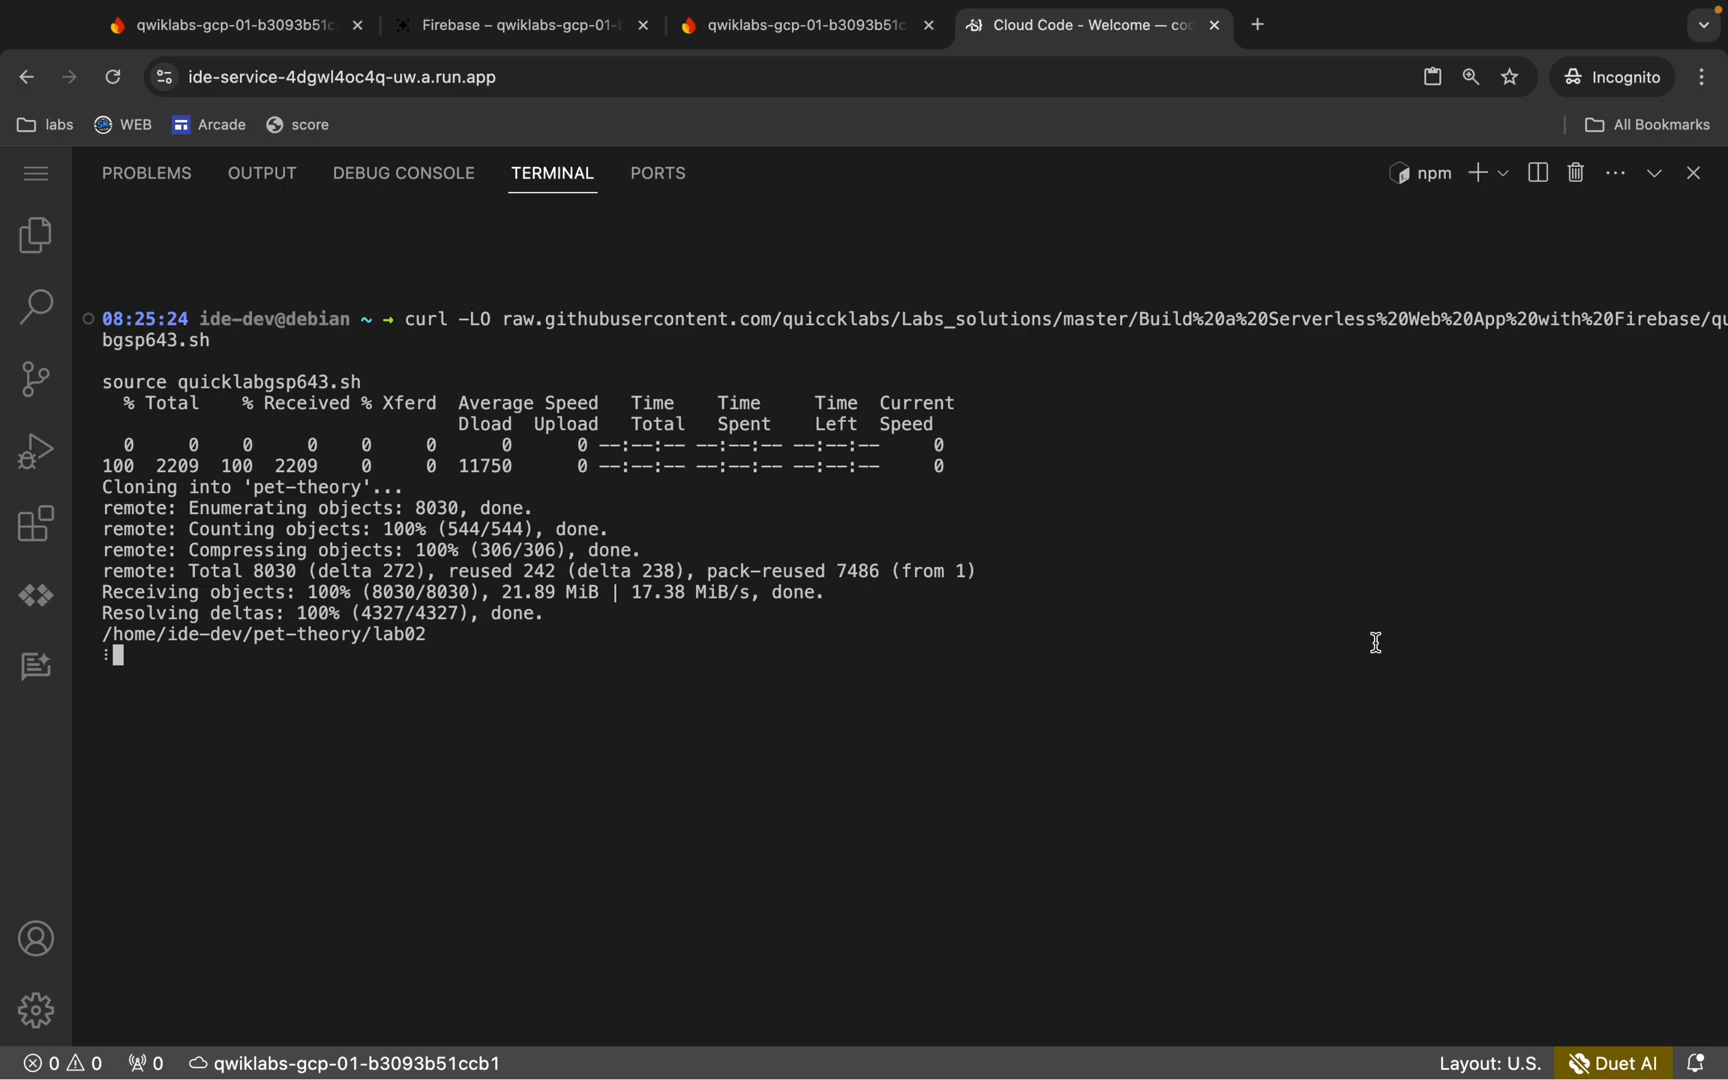 qwiklabs-gcp-01-b3093b51c
Firebase – qwiklabs-gcp-01-
qwiklabs-gcp-01-b3093b51c
Cloud Code - Welcome — co
ide-service-4dgwl4oc4q-uw.a.run.app
Incognito
labs
WEB
Arcade
score
All Bookmarks
PROBLEMS
OUTPUT
DEBUG CONSOLE
TERMINAL
PORTS
npm
08:25:24 ide-dev@debian ~ → curl -LO raw.githubusercontent.com/quiccklabs/Labs_solutions/master/Build%20a%20Serverless%20Web%20App%20with%20Firebase/qu
bgsp643.sh
source quicklabgsp643.sh
% Total % Received % Xferd Average Speed Time Time Time Current
Dload Upload Total Spent Left Speed
0 0 0 0 0 0 0 0 --:--:-- --:--:-- --:--:-- 0
100 2209 100 2209 0 0 11750 0 --:--:-- --:--:-- --:--:-- 0
Cloning into 'pet-theory'...
remote: Enumerating objects: 8030, done.
remote: Counting objects: 100% (544/544), done.
remote: Compressing objects: 100% (306/306), done.
remote: Total 8030 (delta 272), reused 242 (delta 238), pack-reused 7486 (from 1)
Receiving objects: 100% (8030/8030), 21.89 MiB | 17.38 MiB/s, done.
Resolving deltas: 100% (4327/4327), done.
/home/ide-dev/pet-theory/lab02
0 0 0 qwiklabs-gcp-01-b3093b51ccb1
Layout: U.S.
Duet AI